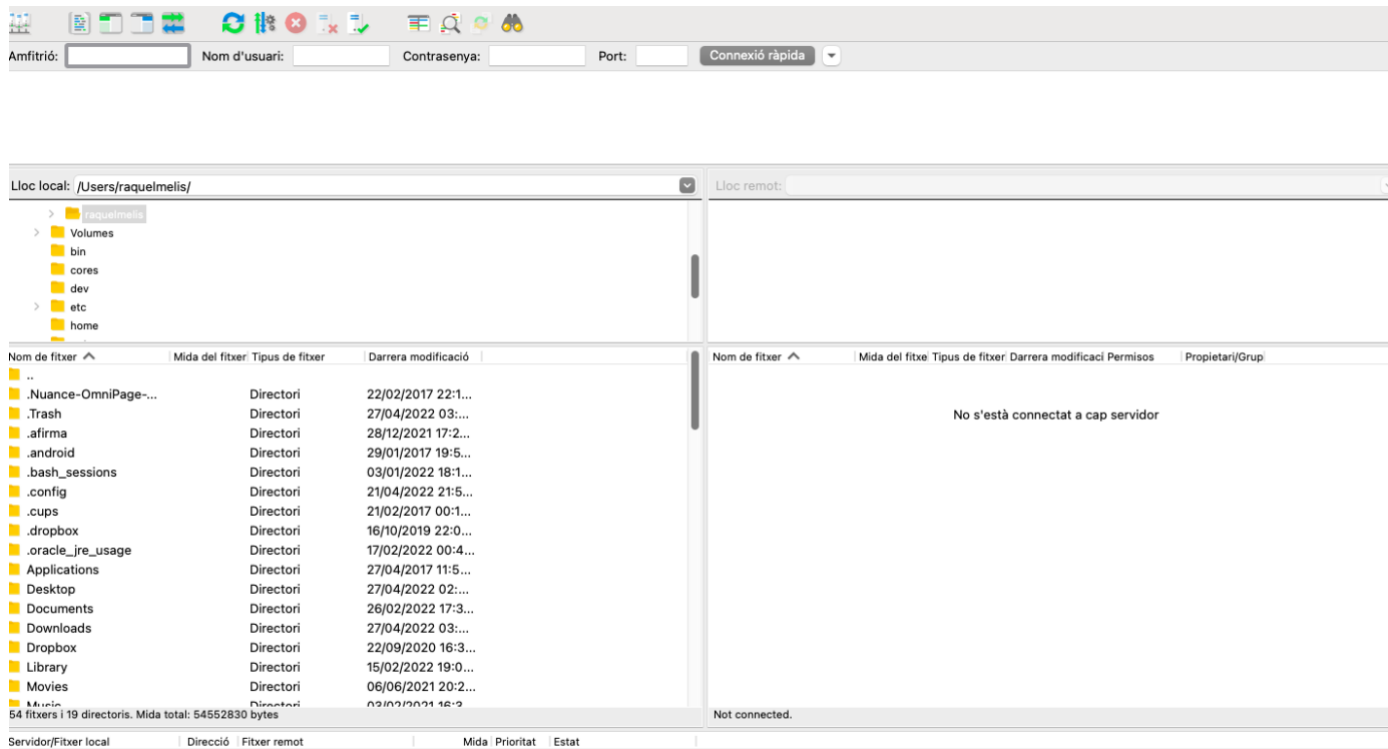 Amfitrió: Nom d'usuari: Contrasenya: Port: Connexió ràpida
Lloc local: /Users/raquelmelis/
Lloc remot:
raquelmelis
Volumes
bin
cores
dev
etc
home
Nom de fitxer Mida del fitxer Tipus de fitxer Darrera modificació
..
.Nuance-OmniPage-... Directori 22/02/2017 22:1...
.Trash Directori 27/04/2022 03:...
.afirma Directori 28/12/2021 17:2...
.android Directori 29/01/2017 19:5...
.bash_sessions Directori 03/01/2022 18:1...
.config Directori 21/04/2022 21:5...
.cups Directori 21/02/2017 00:1...
.dropbox Directori 16/10/2019 22:0...
.oracle_jre_usage Directori 17/02/2022 00:4...
Applications Directori 27/04/2017 11:5...
Desktop Directori 27/04/2022 02:...
Documents Directori 26/02/2022 17:3...
Downloads Directori 27/04/2022 03:...
Dropbox Directori 22/09/2020 16:3...
Library Directori 15/02/2022 19:0...
Movies Directori 06/06/2021 20:2...
Music Directori 03/02/2021 16:3...
54 fitxers i 19 directoris. Mida total: 54552830 bytes
Nom de fitxer Mida del fitxe Tipus de fitxer Darrera modificaci Permisos Propietari/Grup
No s'està connectat a cap servidor
Not connected.
Servidor/Fitxer local Direcció Fitxer remot Mida Prioritat Estat